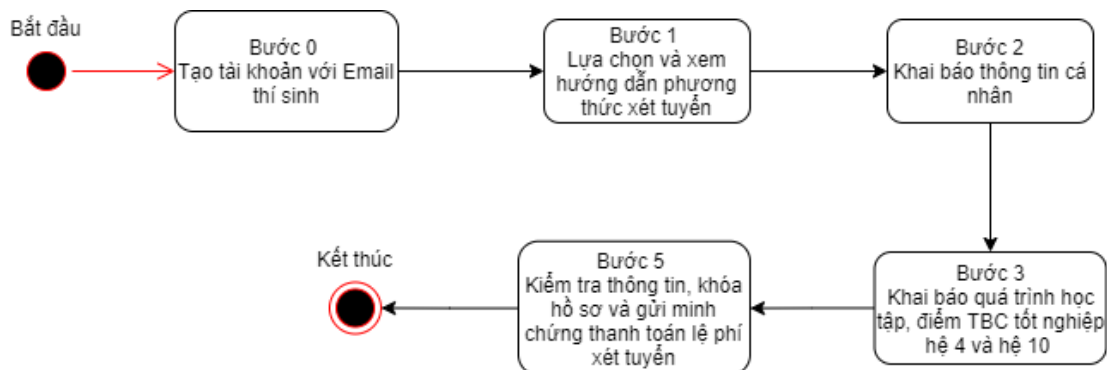 Bắt đầu
Bước 0
Tạo tài khoản với Email
thí sinh
Bước 1
Lựa chọn và xem
hướng dẫn phương
thức xét tuyển
Bước 2
Khai báo thông tin cá
nhân
Bước 3
Khai báo quá trình học
tập, điểm TBC tốt nghiệp
hệ 4 và hệ 10
Bước 5
Kiểm tra thông tin, khóa
hồ sơ và gửi minh
chứng thanh toán lệ phí
xét tuyển
Kết thúc